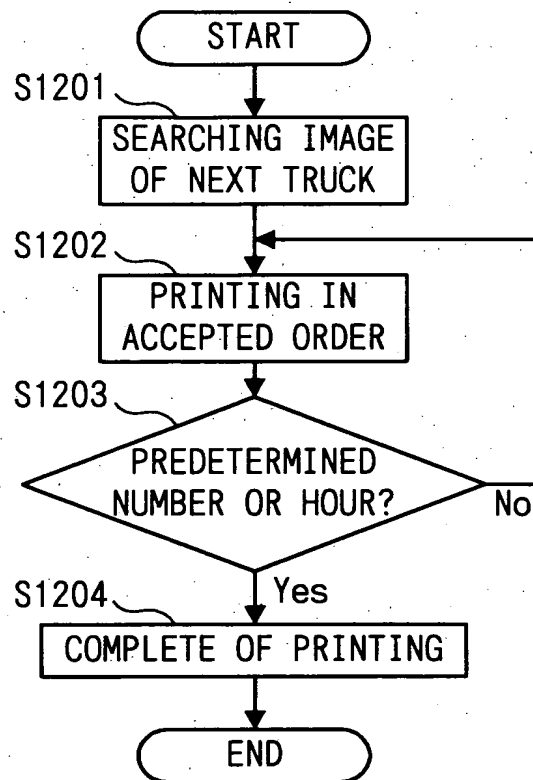 START
S1201
SEARCHING IMAGE
OF NEXT TRUCK
S1202
PRINTING IN
ACCEPTED ORDER
S1203
PREDETERMINED
NUMBER OR HOUR?
No
Yes
S1204
COMPLETE OF PRINTING
END